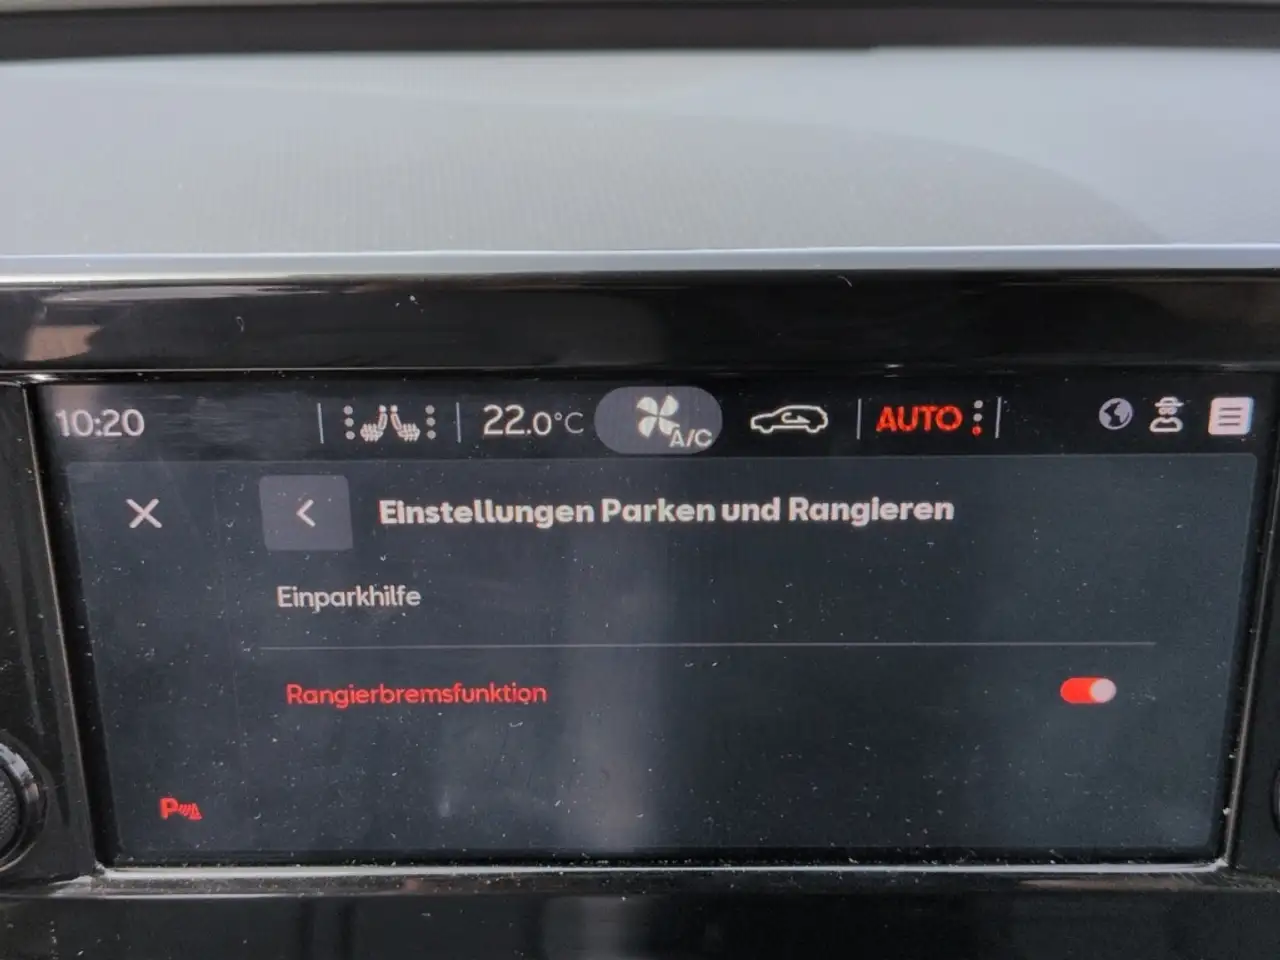 10:20
22.0°C
A/C
AUTO
Einstellungen Parken und Rangieren
Einparkhilfe
Rangierbremsfunktion
P